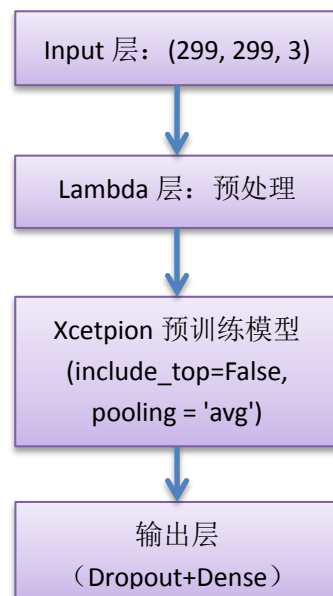 Input 层：(299, 299, 3)
Lambda 层：预处理
Xcetpion 预训练模型
(include_top=False,
pooling = 'avg')
输出层
（Dropout+Dense）